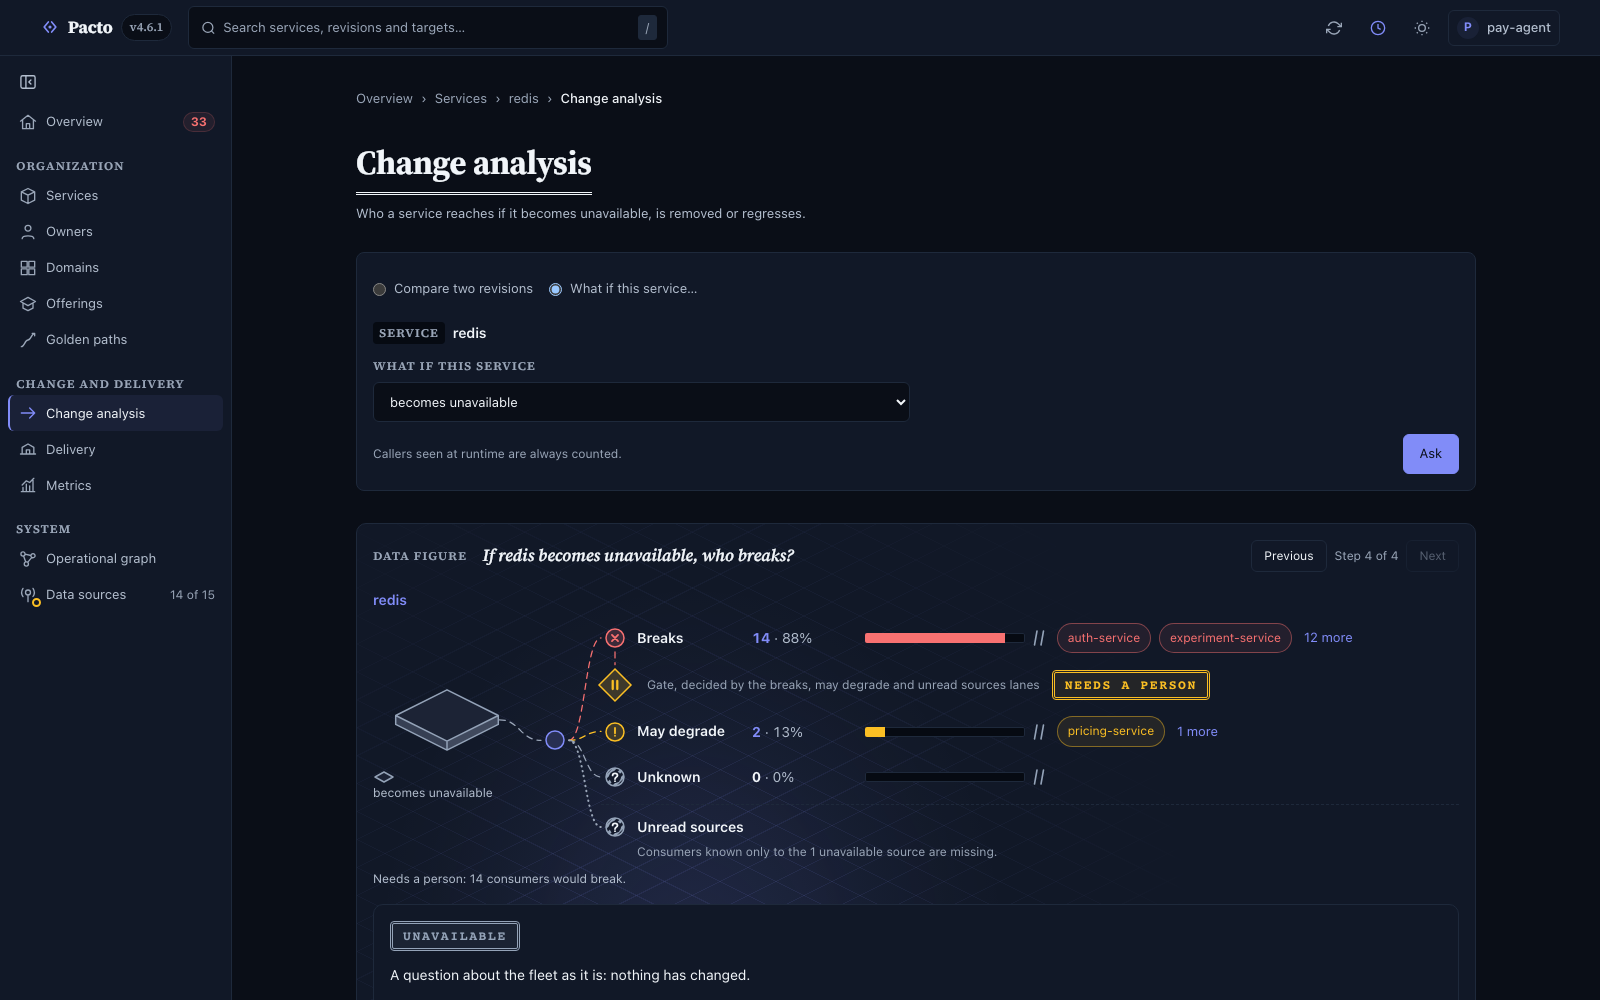 Pacto v4.6.1 Search services, revisions and targets... / P pay-agent
Overview 33
ORGANIZATION
Services
Owners
Domains
Offerings
Golden paths
CHANGE AND DELIVERY
Change analysis
Delivery
Metrics
SYSTEM
Operational graph
Data sources 14 of 15
Overview › Services › redis › Change analysis
Change analysis
Who a service reaches if it becomes unavailable, is removed or regresses.
Compare two revisions What if this service...
SERVICE redis
WHAT IF THIS SERVICE
becomes unavailable
Callers seen at runtime are always counted. Ask
DATA FIGURE If redis becomes unavailable, who breaks? Previous Step 4 of 4 Next
redis
Breaks 14 · 88% // auth-service experiment-service 12 more
Gate, decided by the breaks, may degrade and unread sources lanes NEEDS A PERSON
May degrade 2 · 13% // pricing-service 1 more
Unknown 0 · 0% //
becomes unavailable
Unread sources
Consumers known only to the 1 unavailable source are missing.
Needs a person: 14 consumers would break.
UNAVAILABLE
A question about the fleet as it is: nothing has changed.